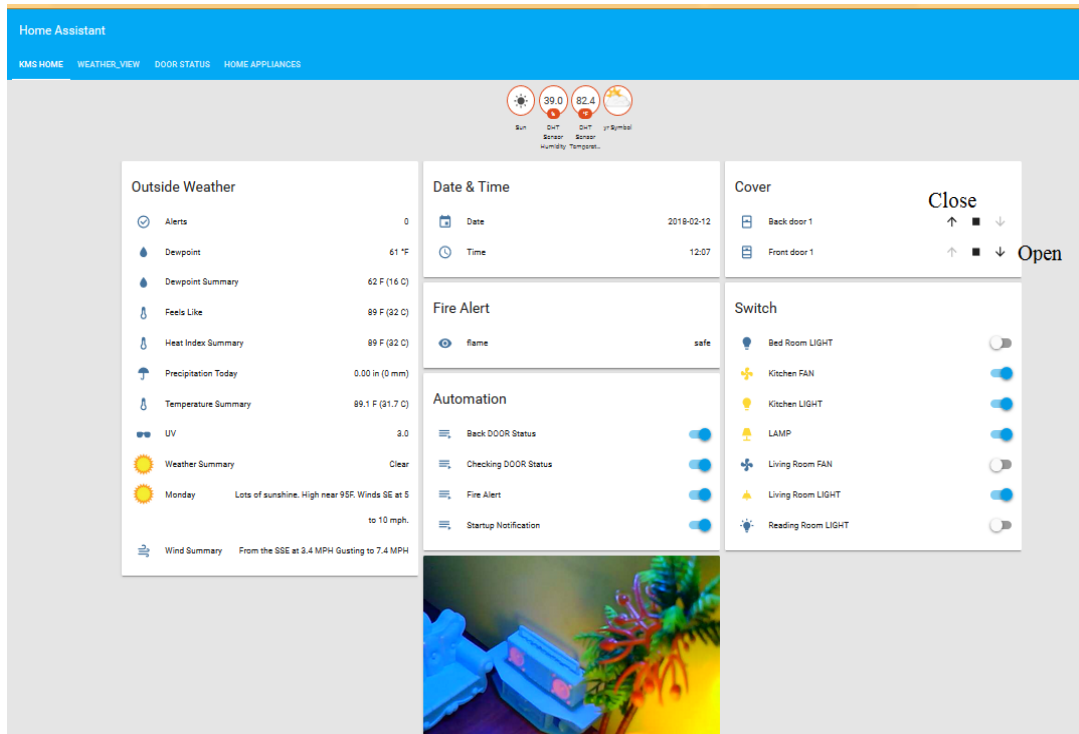 Home Assistant
KMS HOME WEATHER_VIEW DOOR STATUS HOME APPLIANCES
39.0 82.4
% °F
Sun DHT Sensor Humidity DHT Sensor Temperat... yr Symbol
Outside Weather
Alerts 0
Dewpoint 61 °F
Dewpoint Summary 62 F (16 C)
Feels Like 89 F (32 C)
Heat Index Summary 89 F (32 C)
Precipitation Today 0.00 in (0 mm)
Temperature Summary 89.1 F (31.7 C)
UV 3.0
Weather Summary Clear
Monday Lots of sunshine. High near 95F. Winds SE at 5
to 10 mph.
Wind Summary From the SSE at 3.4 MPH Gusting to 7.4 MPH
Date & Time
Date 2018-02-12
Time 12:07
Fire Alert
flame safe
Automation
Back DOOR Status
Checking DOOR Status
Fire Alert
Startup Notification
Cover
Close
Back door 1
Front door 1 Open
Switch
Bed Room LIGHT
Kitchen FAN
Kitchen LIGHT
LAMP
Living Room FAN
Living Room LIGHT
Reading Room LIGHT